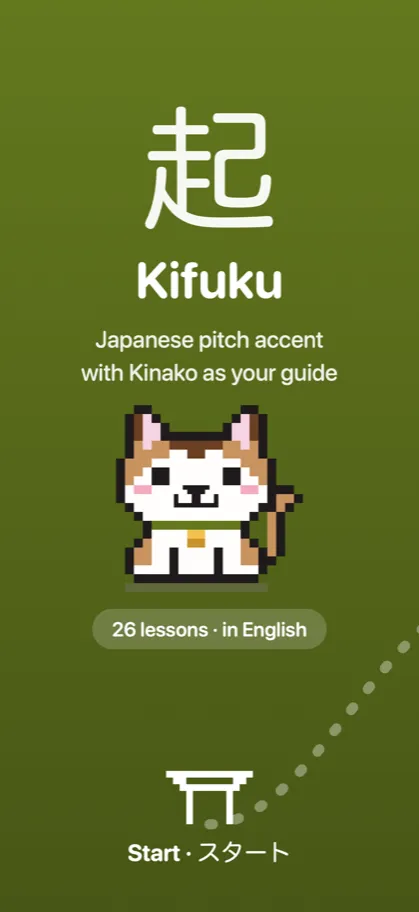 起
Kifuku
Japanese pitch accent
with Kinako as your guide
26 lessons · in English
Start · スタート